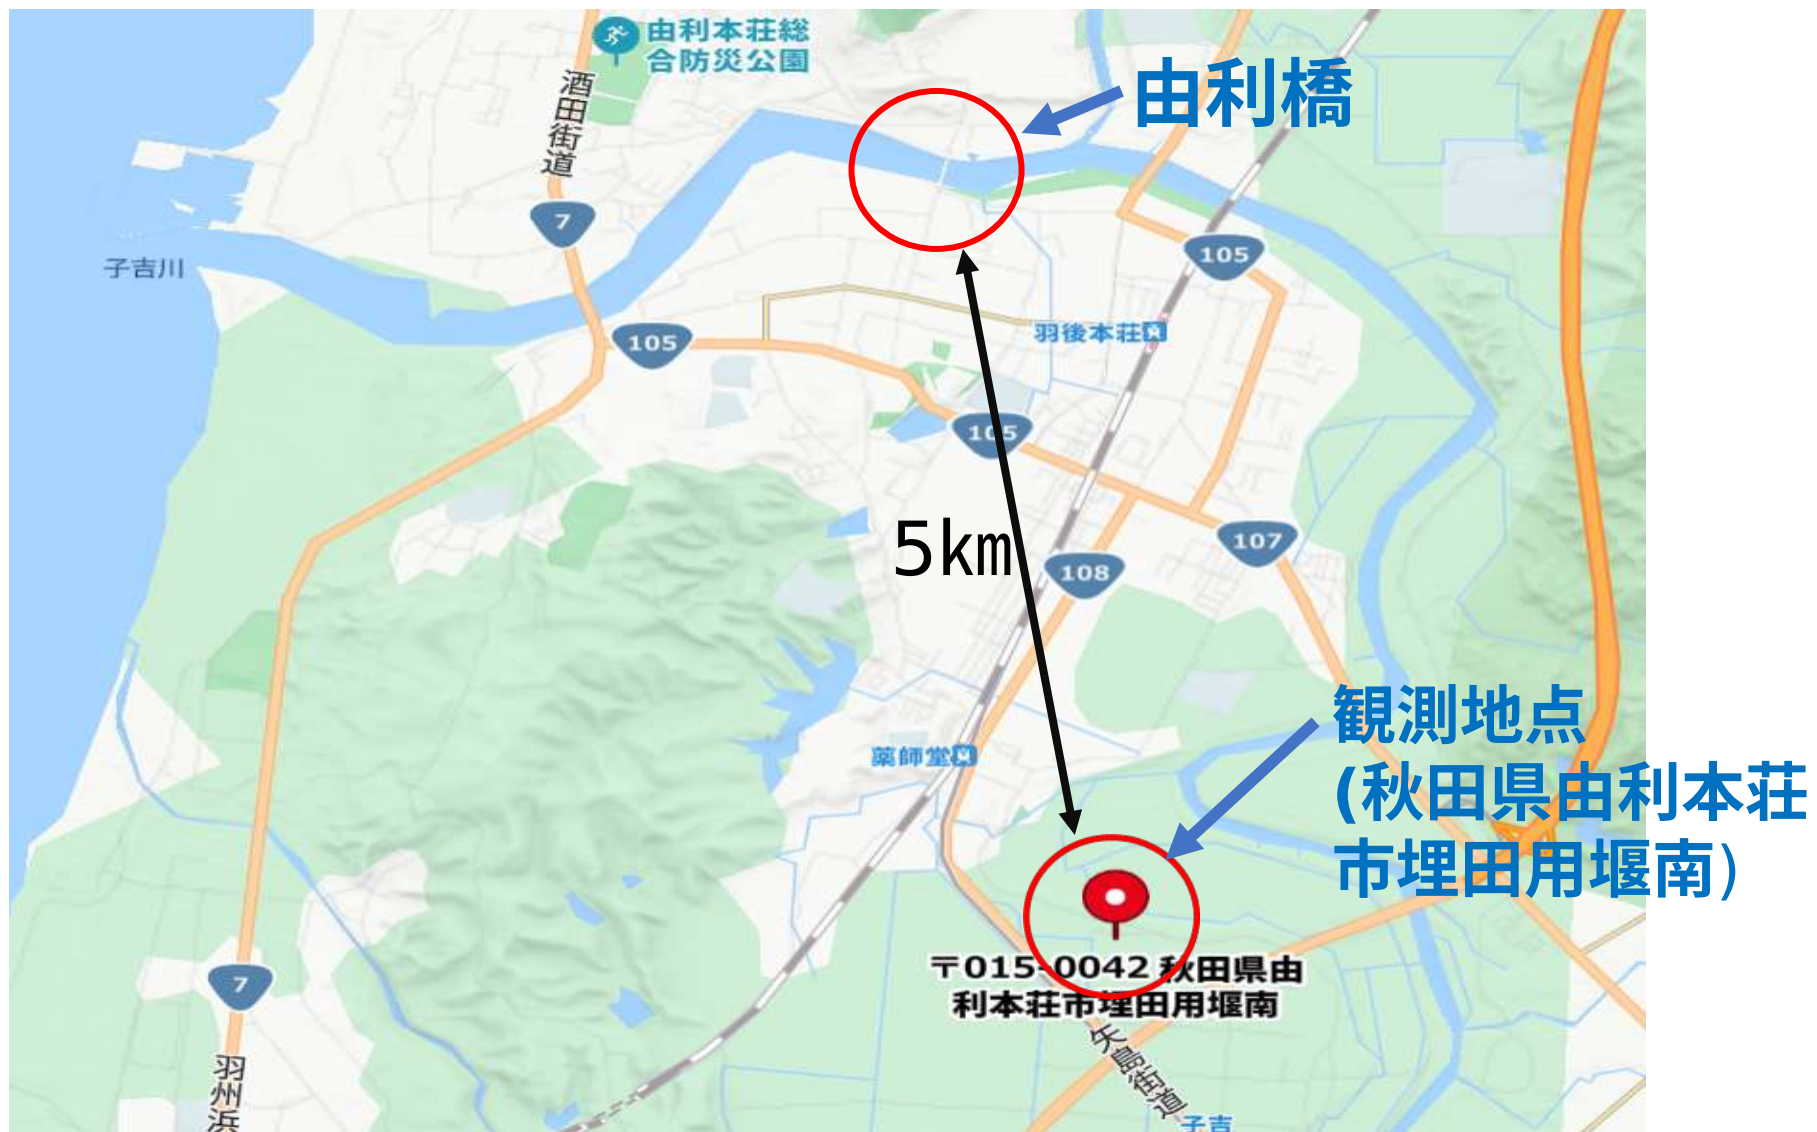 由利本荘総
合防災公園
由利橋
酒田街道
7
子吉川
105
105
羽後本荘
105
5km
107
108
観測地点
(秋田県由利本荘
市埋田用堰南)
薬師堂
〒015-0042 秋田県由
利本荘市埋田用堰南
7
矢島街道
羽州浜
子吉